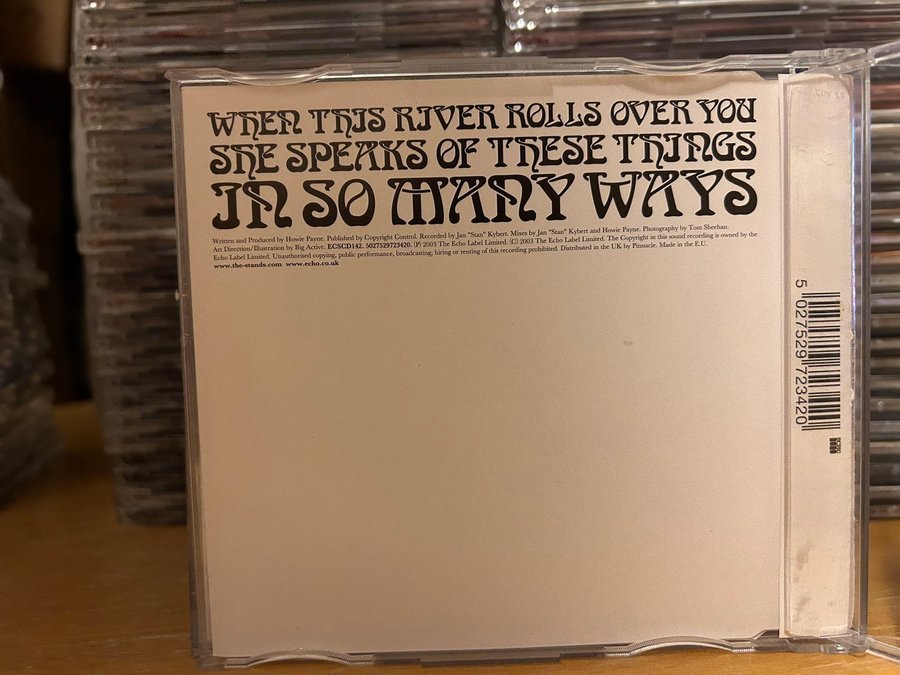 WHEN THIS RIVER ROLLS OVER YOU
SHE SPEAKS OF THESE THINGS
IN SO MANY WAYS
Written and Produced by Howie Payne. Published by Copyright Control. Recorded by Jan "Stan" Kybert. Mixes by Jan "Stan" Kybert and Howie Payne. Photography by Tom Sheehan.
Art Direction/Illustration by Big Active. ECSCD142. 5027529723420. (P) 2003 The Echo Label Limited. (C) 2003 The Echo Label Limited. The Copyright in this sound recording is owned by the
Echo Label Limited. Unauthorised copying, public performance, broadcasting, hiring or renting of this recording prohibited. Distributed in the UK by Pinnacle. Made in the E.U.
www.the-stands.com www.echo.co.uk
5 027529 723420